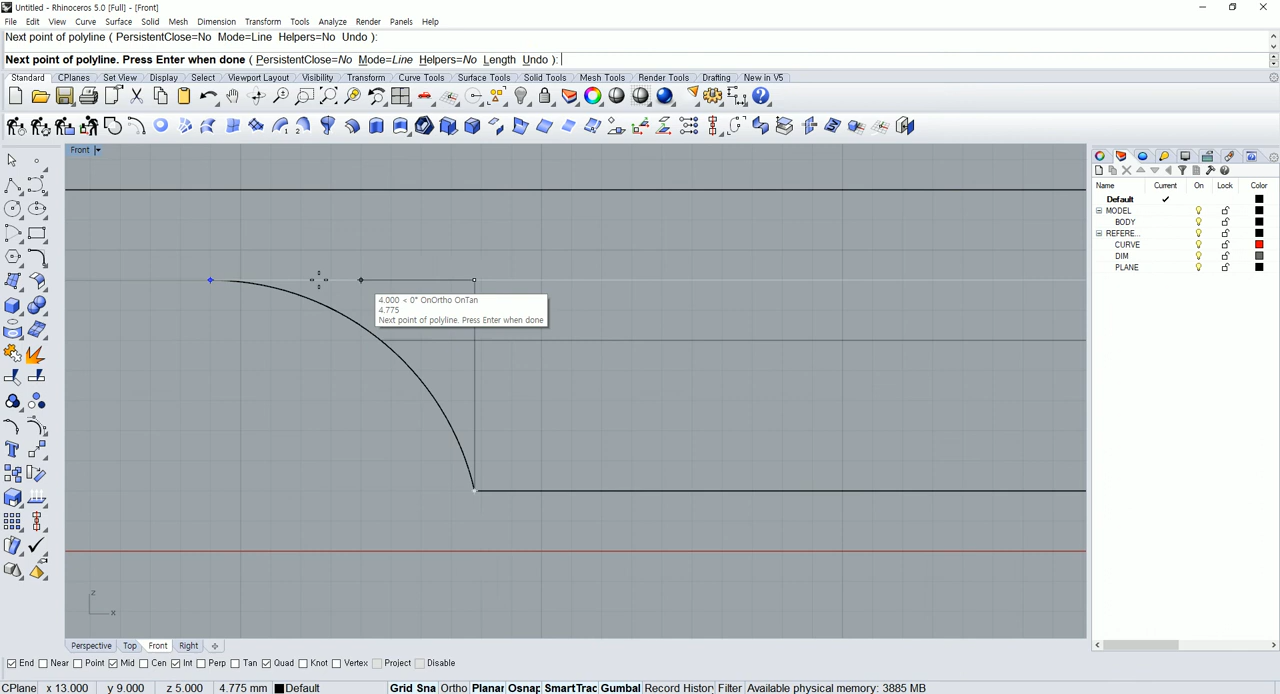 Untitled - Rhinoceros 5.0 [Full] - [Front]
File Edit View Curve Surface Solid Mesh Dimension Transform Tools Analyze Render Panels Help
Next point of polyline ( PersistentClose=No Mode=Line Helpers=No Undo ):
Next point of polyline. Press Enter when done ( PersistentClose=No Mode=Line Helpers=No Length Undo ):
Standard CPlanes Set View Display Select Viewport Layout Visibility Transform Curve Tools Surface Tools Solid Tools Mesh Tools Render Tools Drafting New in V5
Front
Name Current On Lock Color
Default
MODEL
BODY
REFERE...
CURVE
DIM
PLANE
4.000 < 0° OnOrtho OnTan
4.775
Next point of polyline. Press Enter when done
z
x
Perspective Top Front Right
End Near Point Mid Cen Int Perp Tan Quad Knot Vertex Project Disable
CPlane x 13.000 y 9.000 z 5.000 4.775 mm Default Grid Sna Ortho Planar Osnap SmartTrac Gumbal Record History Filter Available physical memory: 3885 MB